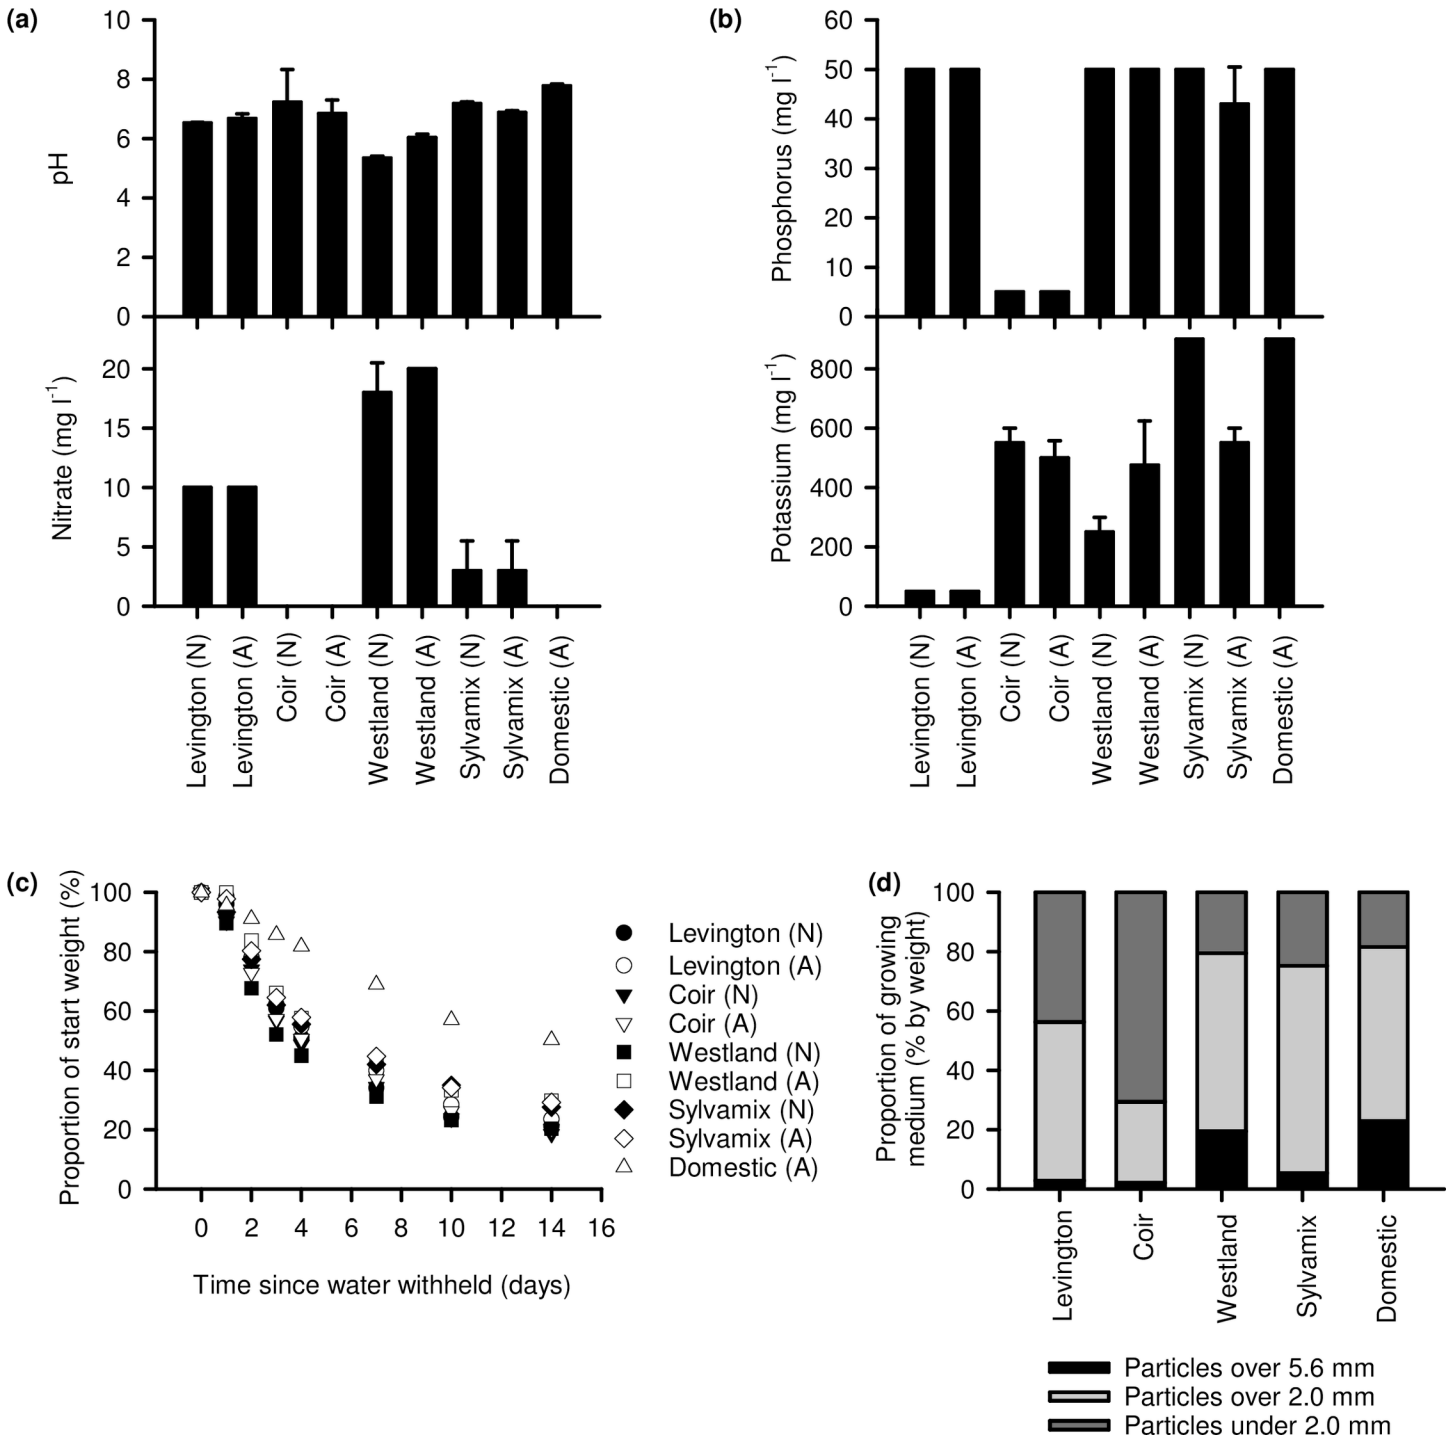 (a)
10
8
6
4
2
0
pH
20
15
10
5
0
Nitrate (mg l-1)
Levington (N)
Levington (A)
Coir (N)
Coir (A)
Westland (N)
Westland (A)
Sylvamix (N)
Sylvamix (A)
Domestic (A)
(b)
60
50
40
30
20
10
0
Phosphorus (mg l-1)
800
600
400
200
0
Potassium (mg l-1)
Levington (N)
Levington (A)
Coir (N)
Coir (A)
Westland (N)
Westland (A)
Sylvamix (N)
Sylvamix (A)
Domestic (A)
(c)
100
80
60
40
20
0
Proportion of start weight (%)
0 2 4 6 8 10 12 14 16
Time since water withheld (days)
Levington (N)
Levington (A)
Coir (N)
Coir (A)
Westland (N)
Westland (A)
Sylvamix (N)
Sylvamix (A)
Domestic (A)
(d)
100
80
60
40
20
0
Proportion of growing
medium (% by weight)
Levington
Coir
Westland
Sylvamix
Domestic
Particles over 5.6 mm
Particles over 2.0 mm
Particles under 2.0 mm